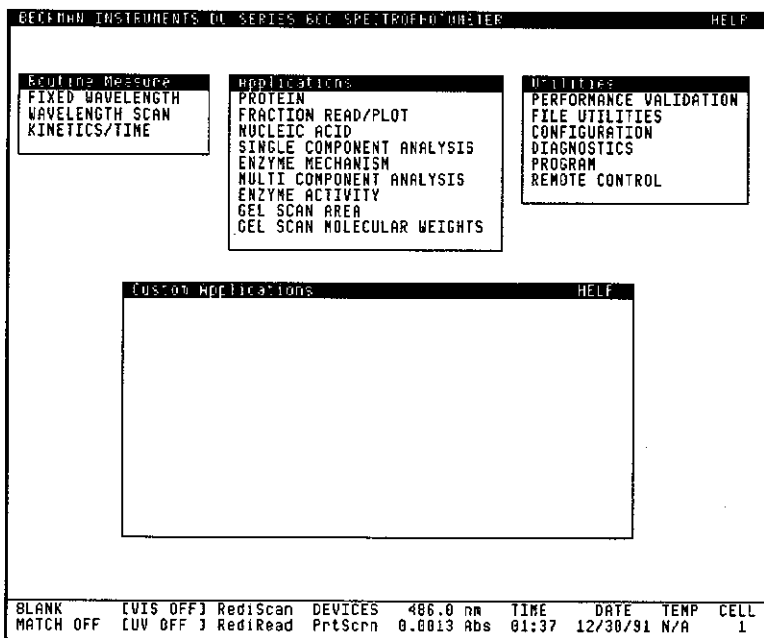 BECKMAN INSTRUMENTS DU SERIES 600 SPECTROPHOTOMETER HELP
Routine Measure
FIXED WAVELENGTH
WAVELENGTH SCAN
KINETICS/TIME
Applications
PROTEIN
FRACTION READ/PLOT
NUCLEIC ACID
SINGLE COMPONENT ANALYSIS
ENZYME MECHANISM
MULTI COMPONENT ANALYSIS
ENZYME ACTIVITY
GEL SCAN AREA
GEL SCAN MOLECULAR WEIGHTS
Utilities
PERFORMANCE VALIDATION
FILE UTILITIES
CONFIGURATION
DIAGNOSTICS
PROGRAM
REMOTE CONTROL
Custom Applications HELP
BLANK [VIS OFF] RediScan DEVICES 486.0 nm TIME DATE TEMP CELL
MATCH OFF [UV OFF ] RediRead PrtScrn 0.0013 Abs 01:37 12/30/91 N/A 1